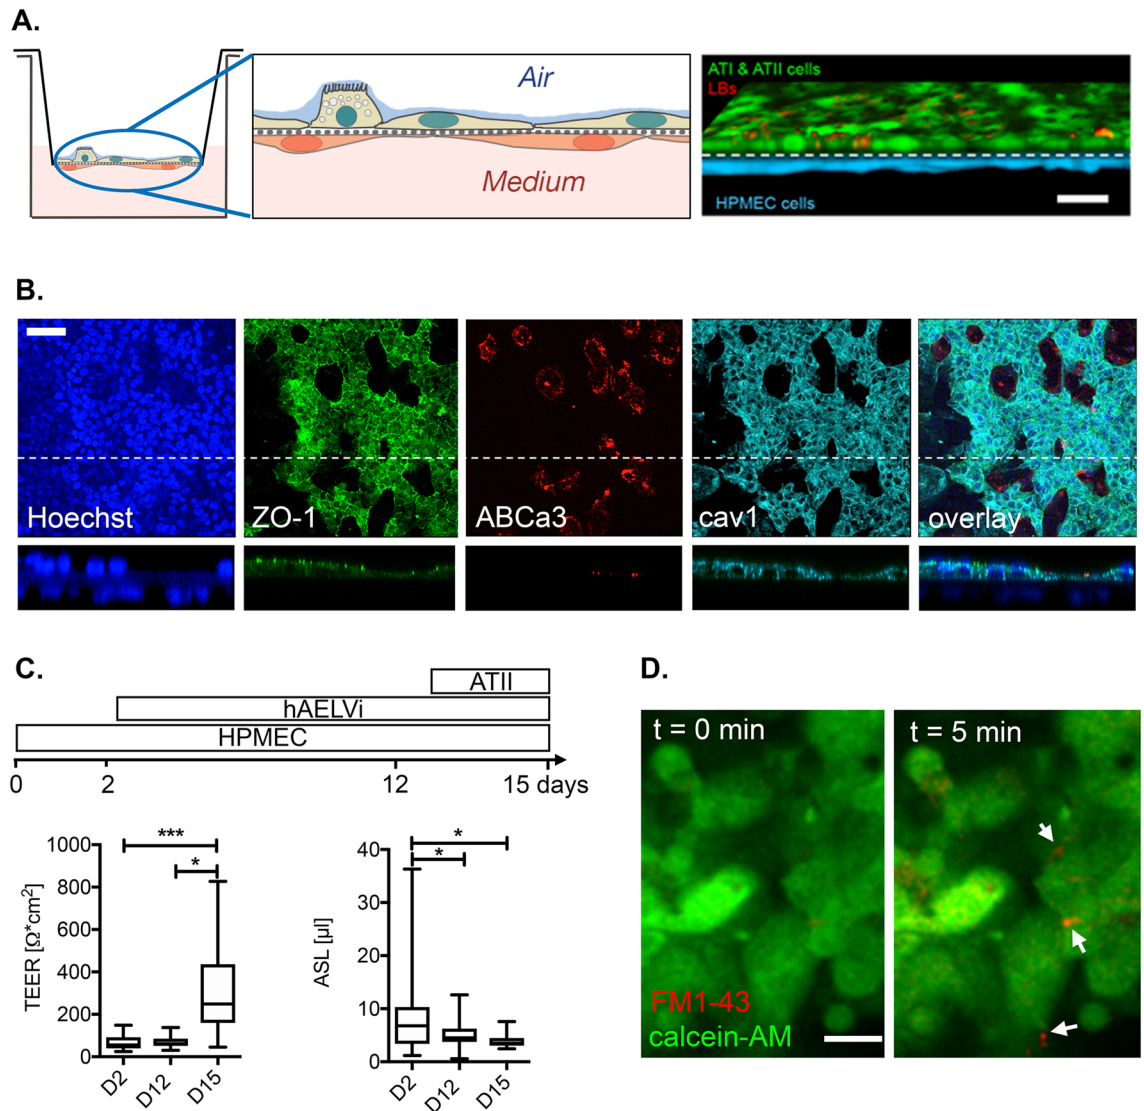 A.
Air
Medium
ATI & ATII cells
LBs
HPMEC cells
B.
Hoechst
ZO-1
ABCa3
cav1
overlay
C.
ATII
hAELVi
HPMEC
0 2 12 15 days
***
*
TEER [Ω*cm2]
1000
800
600
400
200
0
D2 D12 D15
*
*
ASL [µl]
40
30
20
10
0
D2 D12 D15
D.
t = 0 min
t = 5 min
FM1-43
calcein-AM